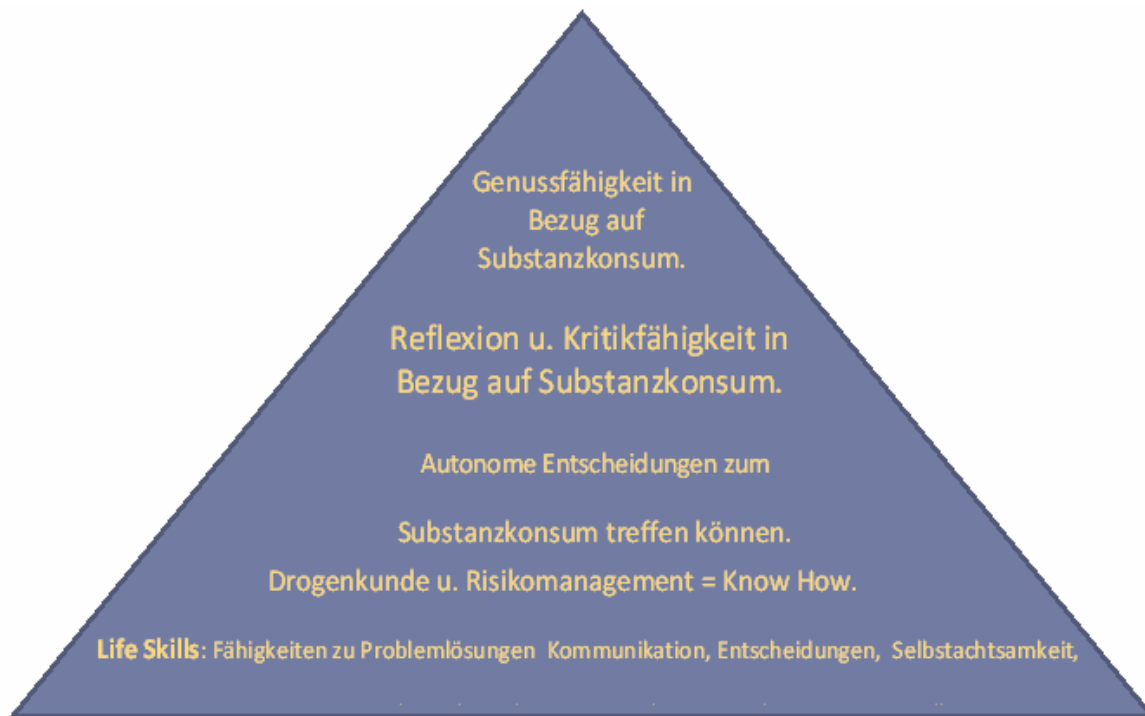 Genussfähigkeit in
Bezug auf
Substanzkonsum.
Reflexion u. Kritikfähigkeit in
Bezug auf Substanzkonsum.
Autonome Entscheidungen zum
Substanzkonsum treffen können.
Drogenkunde u. Risikomanagement = Know How.
Life Skills: Fähigkeiten zu Problemlösungen Kommunikation, Entscheidungen, Selbstachtsamkeit,